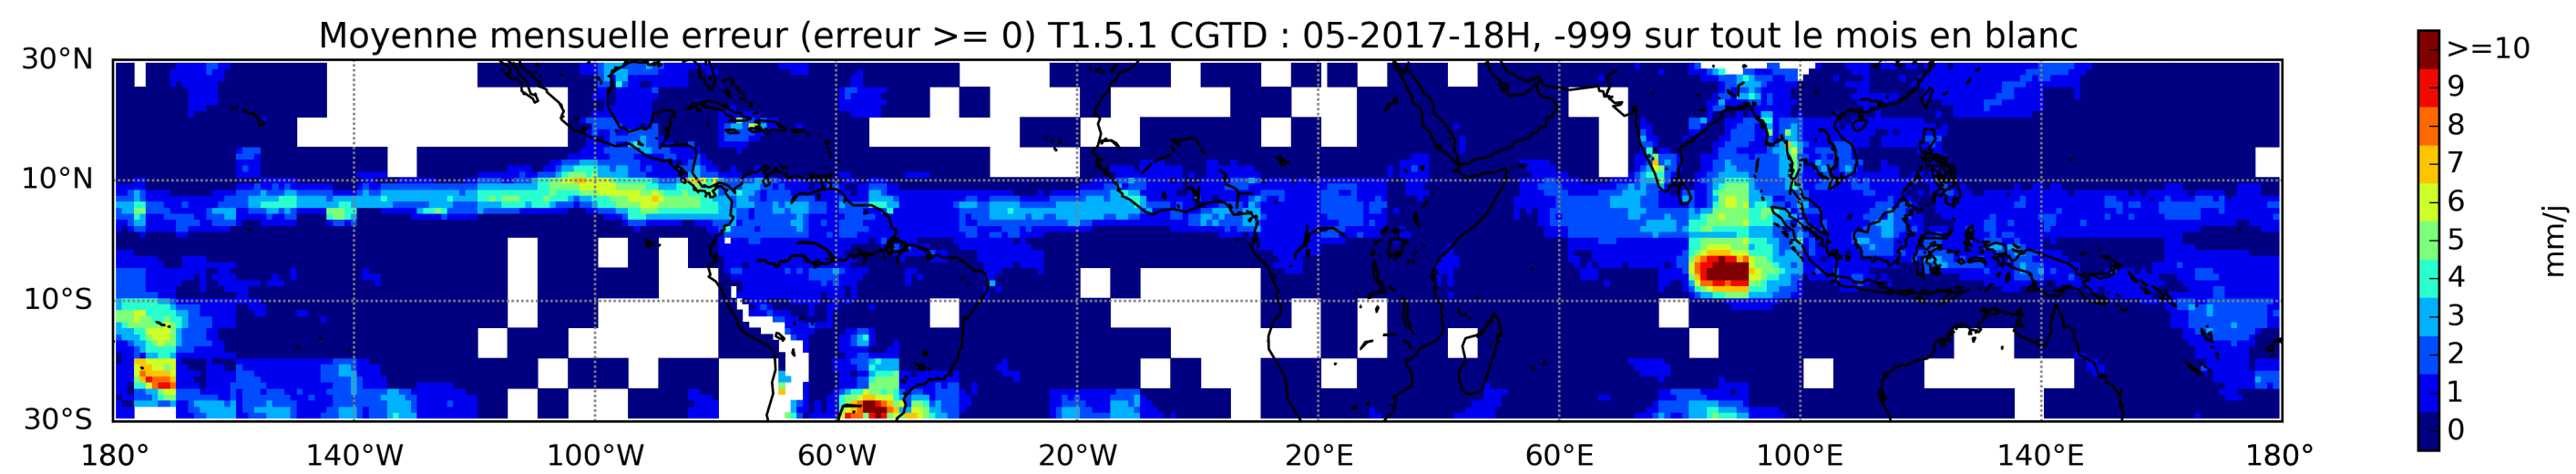 Moyenne mensuelle erreur (erreur >= 0) T1.5.1 CGTD : 05-2017-18H, -999 sur tout le mois en blanc
30°N
10°N
10°S
30°S
180°
140°W
100°W
60°W
20°W
20°E
60°E
100°E
140°E
180°
>=10
9
8
7
6
5
4
3
2
1
0
mm/j